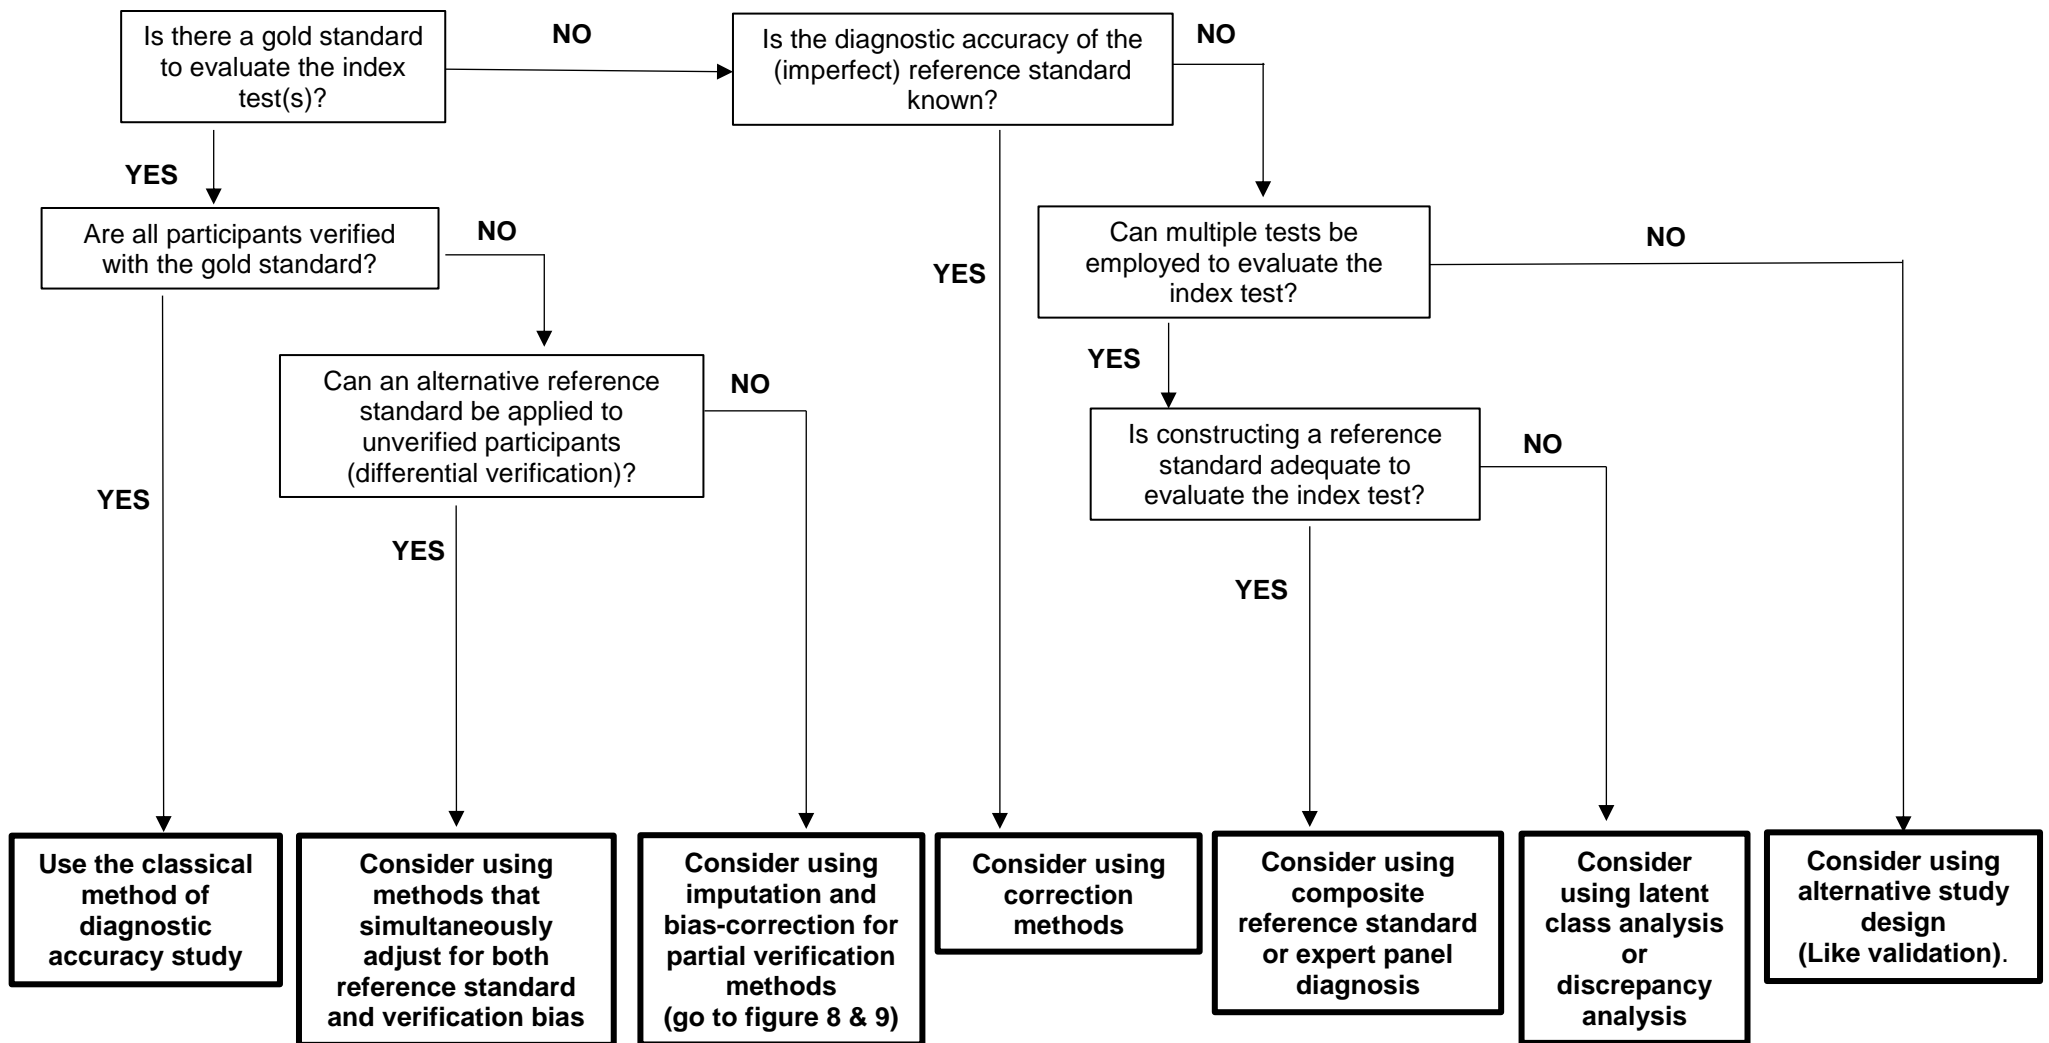 Is there a gold standard
to evaluate the index
test(s)?
NO
Is the diagnostic accuracy of the
(imperfect) reference standard
known?
NO
YES
Are all participants verified
with the gold standard?
NO
YES
Can multiple tests be
employed to evaluate the
index test?
NO
Can an alternative reference
standard be applied to
unverified participants
(differential verification)?
NO
YES
Is constructing a reference
standard adequate to
evaluate the index test?
NO
YES
YES
YES
Use the classical
method of
diagnostic
accuracy study
Consider using
methods that
simultaneously
adjust for both
reference standard
and verification bias
Consider using
imputation and
bias-correction for
partial verification
methods
(go to figure 8 & 9)
Consider using
correction
methods
Consider using
composite
reference standard
or expert panel
diagnosis
Consider
using latent
class analysis
or
discrepancy
analysis
Consider using
alternative study
design
(Like validation).